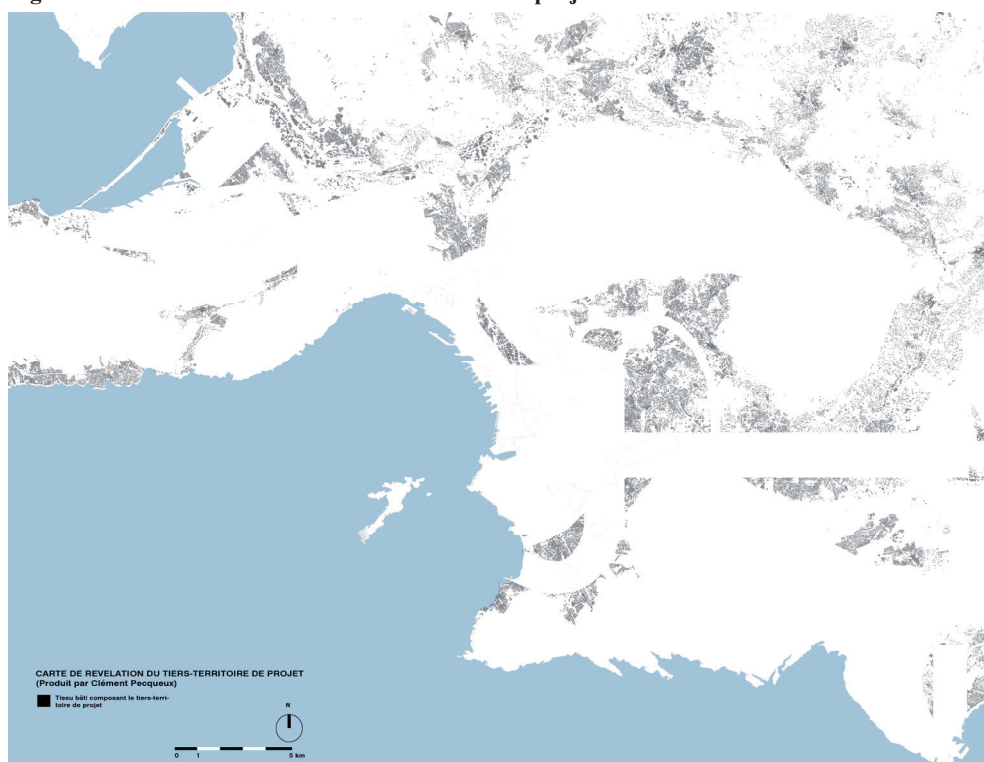 CARTE DE REVELATION DU TIERS-TERRITOIRE DE PROJET
(Produit par Clément Pecqueux)
Tissu bâti composant le tiers-terri-
toire de projet
N
0 1 5 km